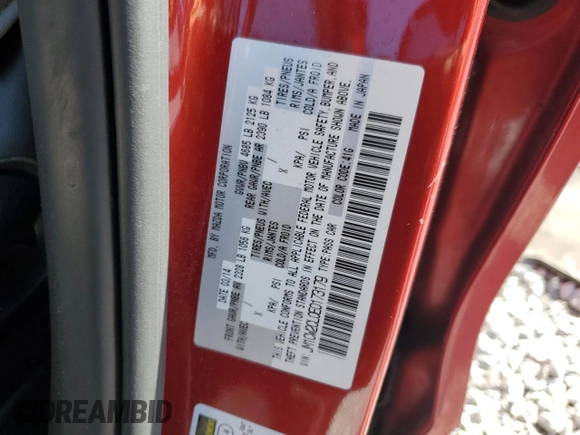 MFD. BY MAZDA MOTOR CORPORATION
DATE 03/14 GVWR/PNBV 4685 LB 2125 KG
FRONT GAWR/PNBE AV 2328 LB 1056 KG REAR GAWR/PNBE AR 2390 LB 1084 KG
WITH/AVEC TIRES/PNEUS WITH/AVEC TIRES/PNEUS
X RIMS/JANTES X RIMS/JANTES
KPA/ PSI COLD/A FROID KPA/ PSI COLD/A FROID
THIS VEHICLE CONFORMS TO ALL APPLICABLE FEDERAL MOTOR VEHICLE SAFETY, BUMPER, AND
THEFT PREVENTION STANDARDS IN EFFECT ON THE DATE OF MANUFACTURE SHOWN ABOVE.
VIN: JM1CW2DL0E0173179 TYPE:PASS CAR COLOR CODE:41G MADE IN JAPAN
DREAMBID